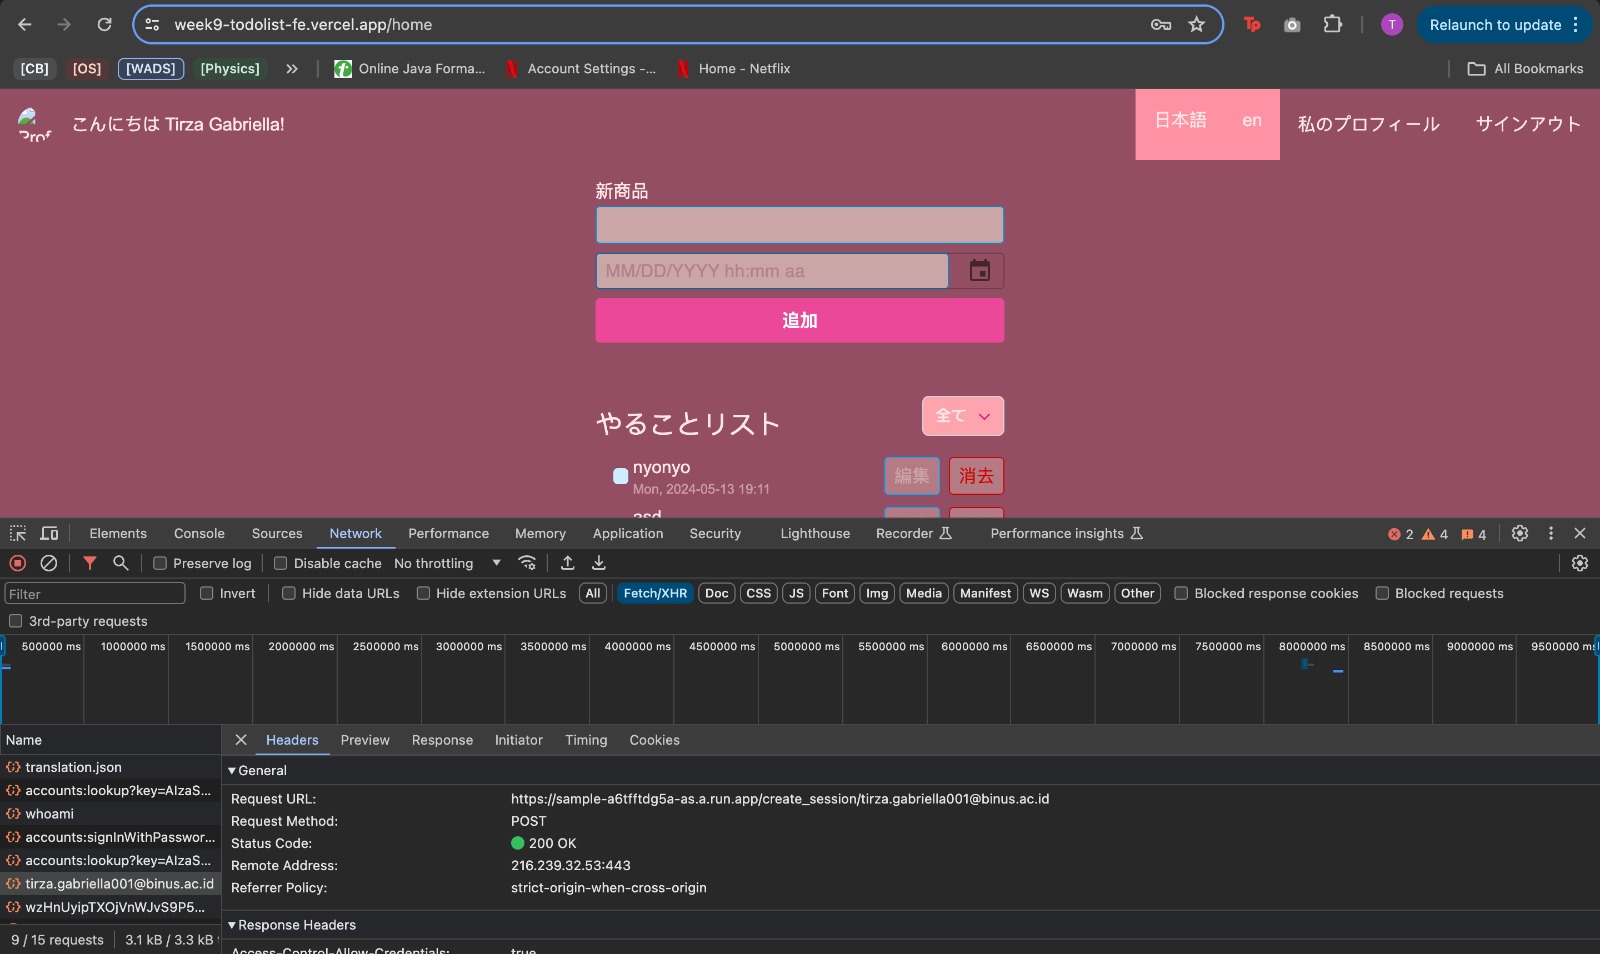 week9-todolist-fe.vercel.app/home
Relaunch to update
[CB] [OS] [WADS] [Physics] » Online Java Forma... Account Settings -... Home - Netflix All Bookmarks
こんにちは Tirza Gabriella! 日本語 en 私のプロフィール サインアウト
新商品
MM/DD/YYYY hh:mm aa
追加
やることリスト 全て
nyonyo 編集 消去
Mon, 2024-05-13 19:11
asd
Elements Console Sources Network Performance Memory Application Security Lighthouse Recorder Performance insights 2 4 4
Preserve log Disable cache No throttling
Filter Invert Hide data URLs Hide extension URLs All Fetch/XHR Doc CSS JS Font Img Media Manifest WS Wasm Other Blocked response cookies Blocked requests
3rd-party requests
500000 ms 1000000 ms 1500000 ms 2000000 ms 2500000 ms 3000000 ms 3500000 ms 4000000 ms 4500000 ms 5000000 ms 5500000 ms 6000000 ms 6500000 ms 7000000 ms 7500000 ms 8000000 ms 8500000 ms 9000000 ms 9500000 ms
Name Headers Preview Response Initiator Timing Cookies
translation.json
accounts:lookup?key=AIzaS...
whoami
accounts:signInWithPasswor...
accounts:lookup?key=AIzaS...
tirza.gabriella001@binus.ac.id
wzHnUyipTXOjVnWJvS9P5...
9 / 15 requests 3.1 kB / 3.3 kB
General
Request URL: https://sample-a6tfftdg5a-as.a.run.app/create_session/tirza.gabriella001@binus.ac.id
Request Method: POST
Status Code: 200 OK
Remote Address: 216.239.32.53:443
Referrer Policy: strict-origin-when-cross-origin
Response Headers
Access-Control-Allow-Credentials: true